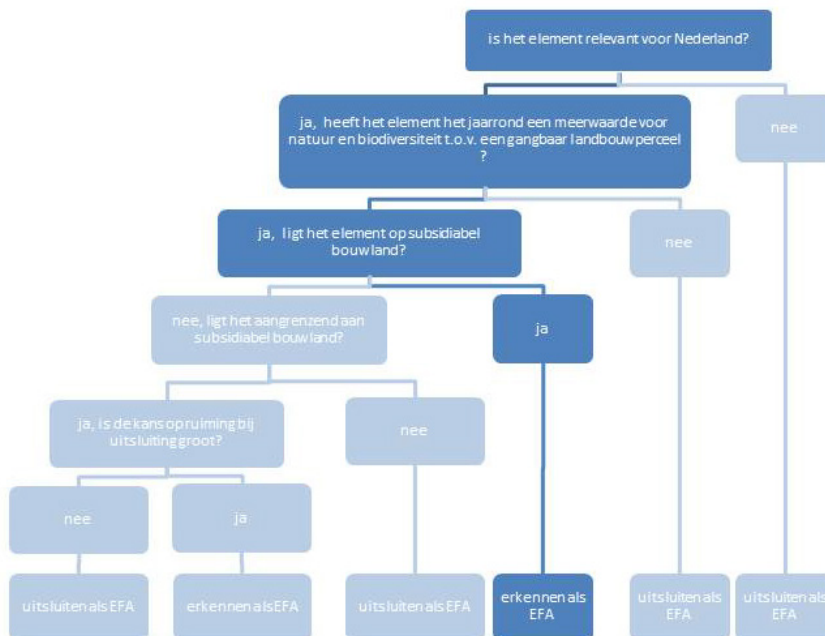 is het element relevant voor Nederland?
ja, heeft het element het jaarrond een meerwaarde voor
natuur en biodiversiteit t.o.v. een gangbaar landbouwperceel
?
nee
ja, ligt het element op subsidiabel
bouwland?
nee
nee, ligt het aangrenzend aan
subsidiabel bouwland?
ja
ja, is de kans op ruiming bij
uitsluiting groot?
nee
nee
ja
uitsluiten als EFA
erkennen als EFA
uitsluiten als EFA
erkennen als
EFA
uitsluiten als
EFA
uitsluiten als
EFA